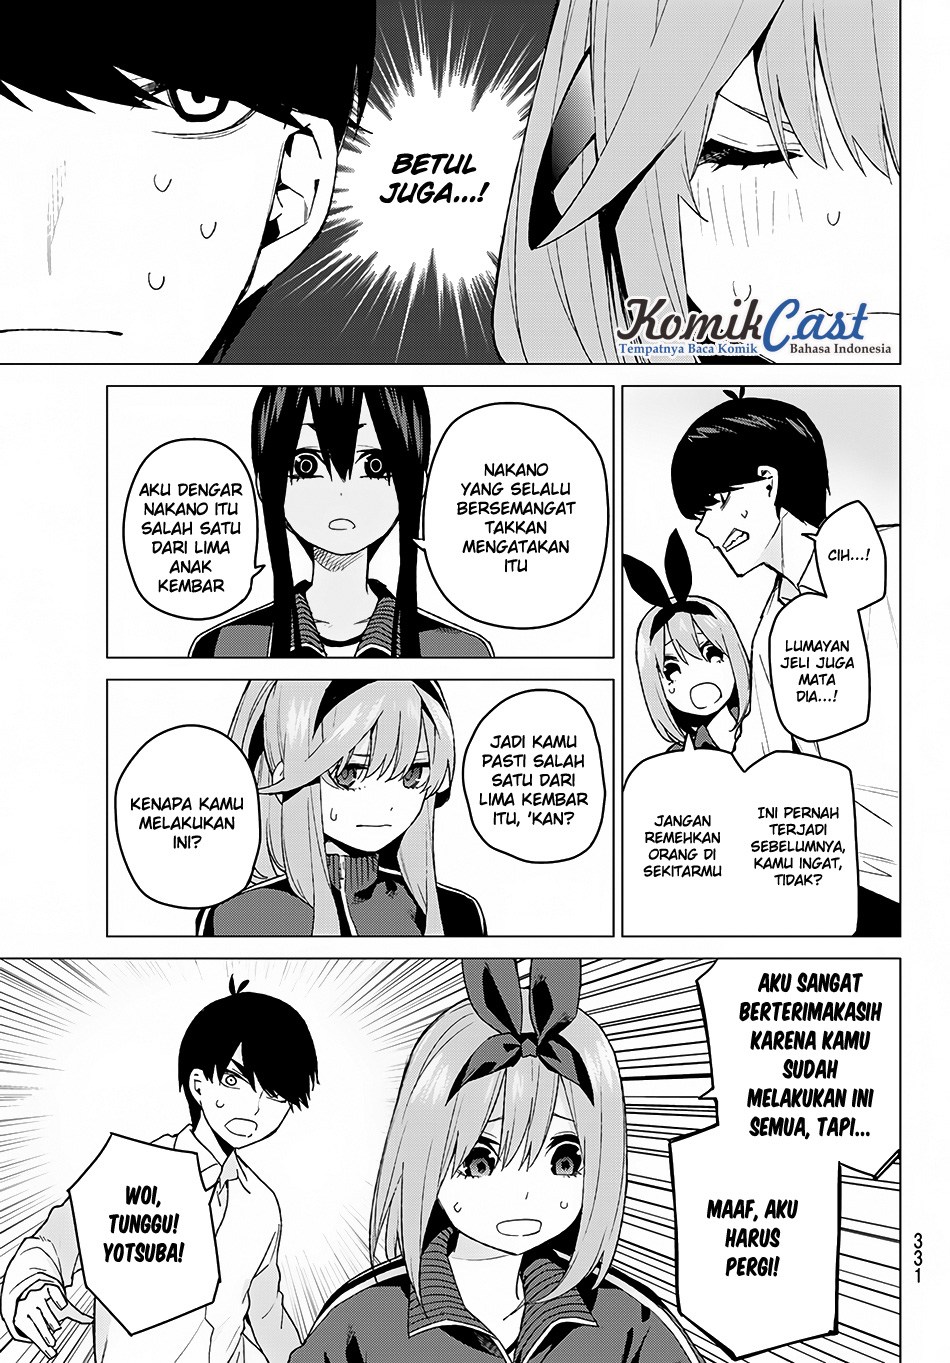 BETUL
JUGA...!
KomikCast
Tempatnya Baca Komik Bahasa Indonesia
CIH...!
LUMAYAN
JELI JUGA
MATA
DIA...!
INI PERNAH
TERJADI
SEBELUMNYA,
KAMU INGAT,
TIDAK?
JANGAN
REMEHKAN
ORANG DI
SEKITARMU
NAKANO
YANG SELALU
BERSEMANGAT
TAKKAN
MENGATAKAN
ITU
AKU DENGAR
NAKANO ITU
SALAH SATU
DARI LIMA
ANAK
KEMBAR
JADI KAMU
PASTI SALAH
SATU DARI
LIMA KEMBAR
ITU, 'KAN?
KENAPA KAMU
MELAKUKAN
INI?
AKU SANGAT
BERTERIMAKASIH
KARENA KAMU
SUDAH
MELAKUKAN INI
SEMUA, TAPI...
MAAF, AKU
HARUS
PERGI!
WOI,
TUNGGU!
YOTSUBA!
331